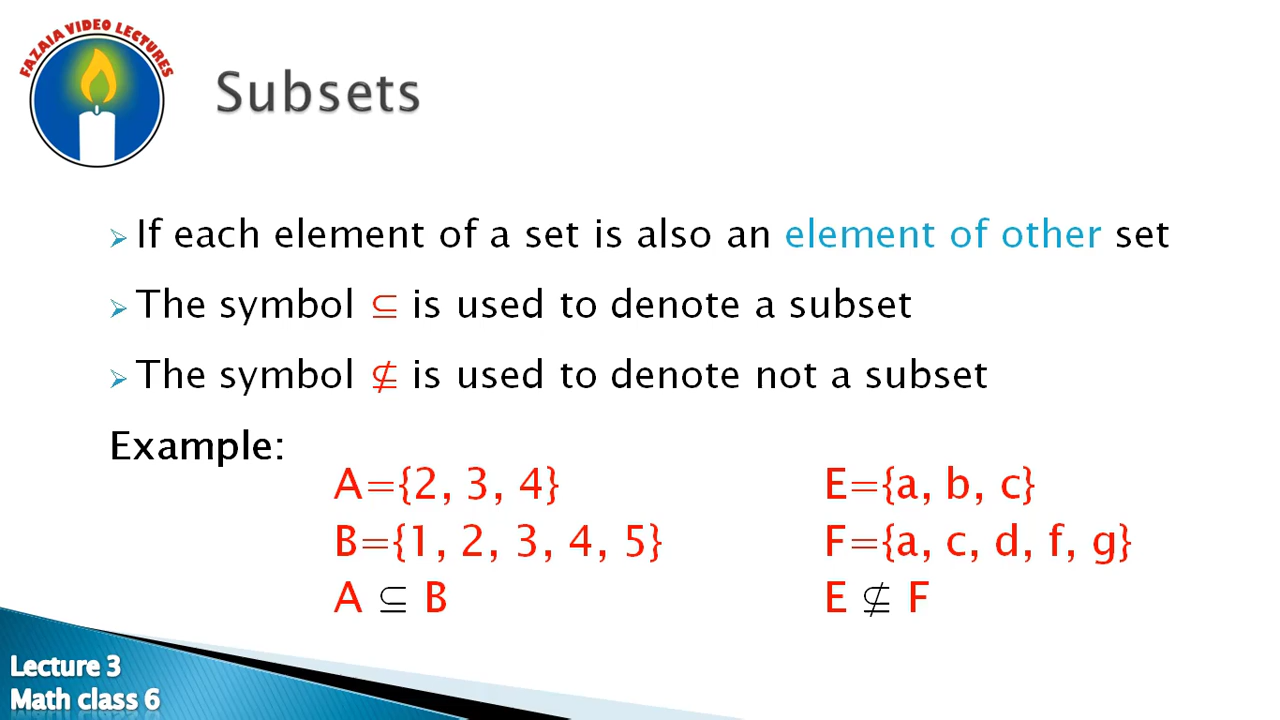 FAZAIA VIDEO LECTURES
Subsets
If each element of a set is also an element of other set
The symbol ⊆ is used to denote a subset
The symbol ⊈ is used to denote not a subset
Example:
A={2, 3, 4}
B={1, 2, 3, 4, 5}
A ⊆ B
E={a, b, c}
F={a, c, d, f, g}
E ⊈ F
Lecture 3
Math class 6